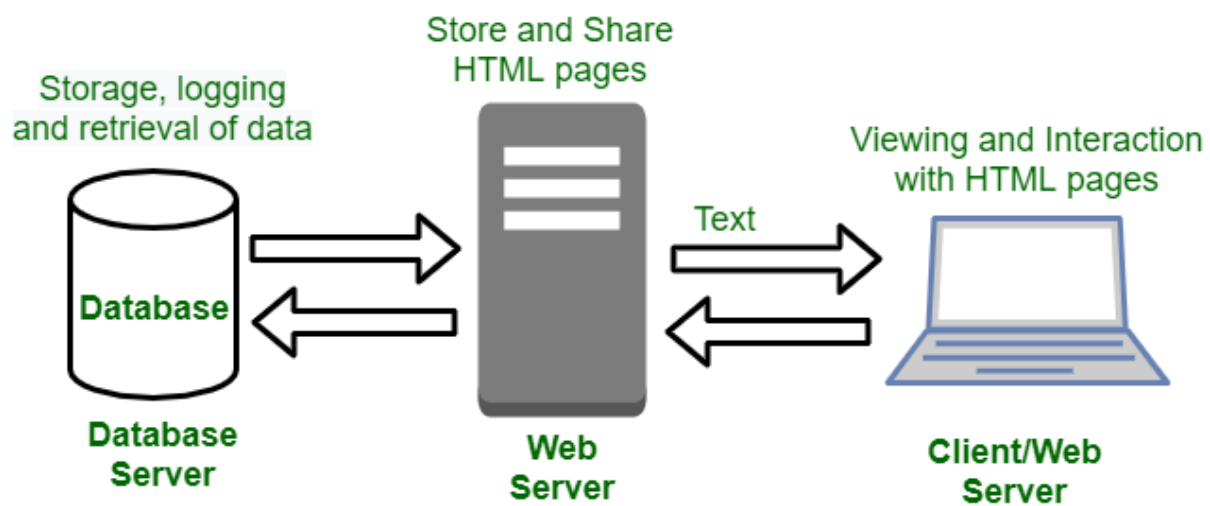 Storage, logging
and retrieval of data
Database
Database
Server
Store and Share
HTML pages
Web
Server
Text
Viewing and Interaction
with HTML pages
Client/Web
Server